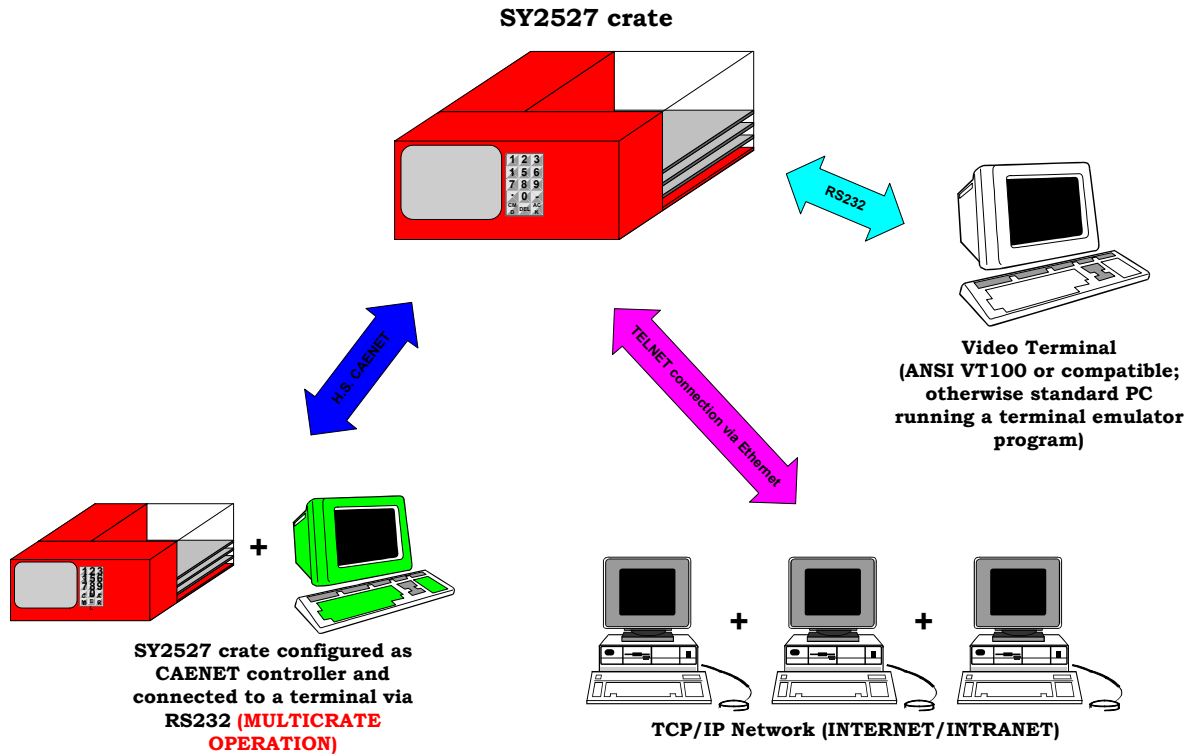 SY2527 crate
1 2 3
1 5 6
7 8 9
· 0 -
CM
D DEL AC
K
RS232
H.S. CAENET
TELNET connection via Ethernet
Video Terminal
(ANSI VT100 or compatible;
otherwise standard PC
running a terminal emulator
program)
+
SY2527 crate configured as
CAENET controller and
connected to a terminal via
RS232 (MULTICRATE
OPERATION)
+
+
TCP/IP Network (INTERNET/INTRANET)